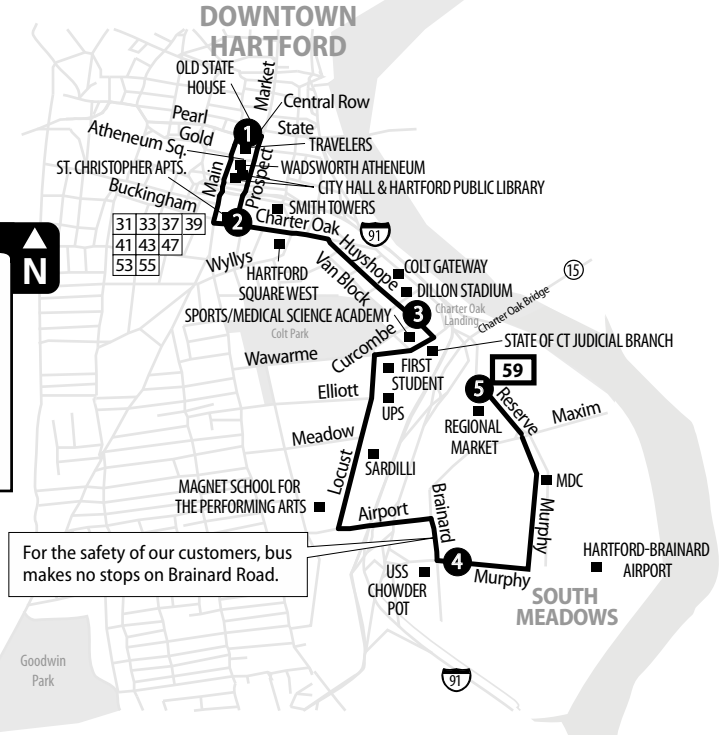 DOWNTOWN
HARTFORD
OLD STATE
HOUSE
Market
Central Row
Pearl
State
Gold
1
TRAVELERS
Atheneum Sq.
WADSWORTH ATHENEUM
ST. CHRISTOPHER APTS.
Main
Prospect
CITY HALL & HARTFORD PUBLIC LIBRARY
Buckingham
SMITH TOWERS
2
Charter Oak
31 33 37 39
41 43 47
53 55
N
91
Huyshope
Wyllys
HARTFORD
SQUARE WEST
Van Block
COLT GATEWAY
15
DILLON STADIUM
SPORTS/MEDICAL SCIENCE ACADEMY
3
Charter Oak
Landing
Charter Oak Bridge
Colt Park
Curcombe
STATE OF CT JUDICIAL BRANCH
Wawarme
FIRST
STUDENT
59
5
Elliott
UPS
Reserve
REGIONAL
MARKET
Maxim
Meadow
Locust
SARDILLI
MDC
MAGNET SCHOOL FOR
THE PERFORMING ARTS
Airport
Brainard
Murphy
For the safety of our customers, bus
makes no stops on Brainard Road.
4
USS
CHOWDER
POT
Murphy
HARTFORD-BRAINARD
AIRPORT
SOUTH
MEADOWS
Goodwin
Park
91